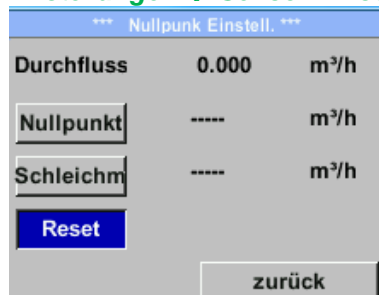 *** Nullpunk Einstell. ***
Durchfluss 0.000 m³/h
Nullpunkt ----- m³/h
Schleichm ----- m³/h
Reset
zurück